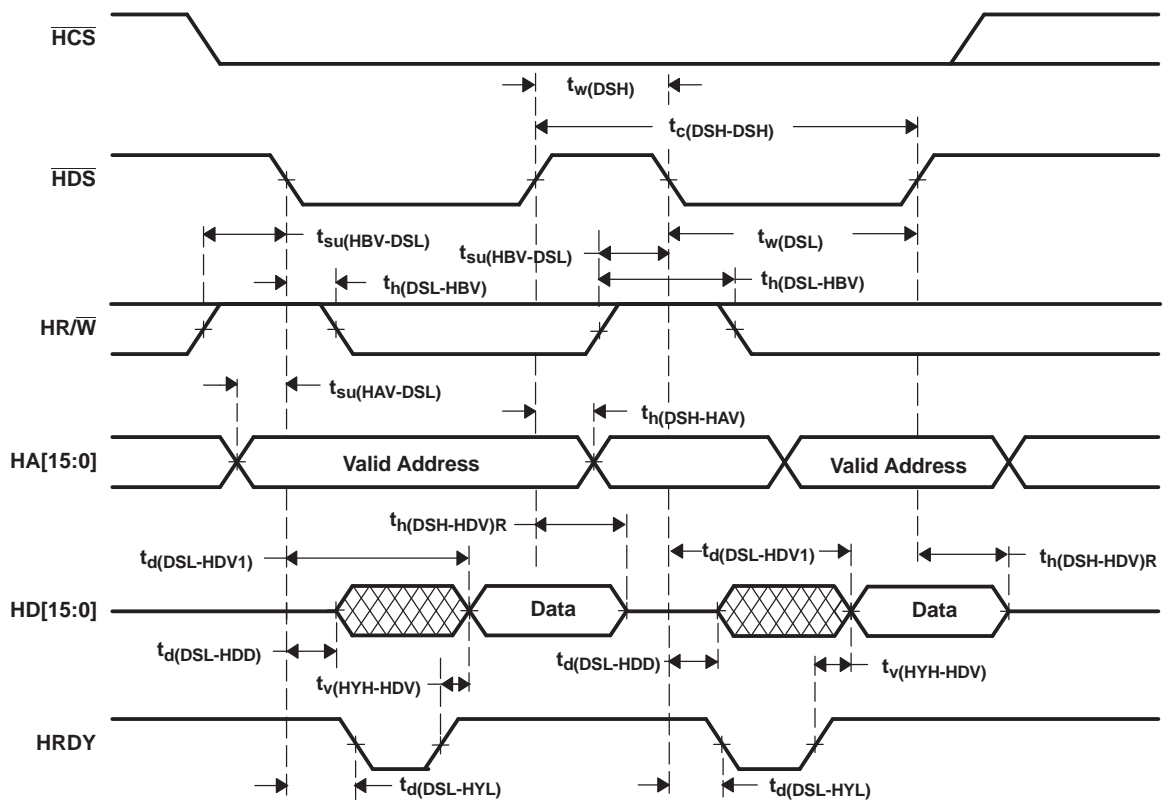 HCS
tw(DSH)
tc(DSH-DSH)
HDS
tsu(HBV-DSL)
tsu(HBV-DSL)
tw(DSL)
th(DSL-HBV)
th(DSL-HBV)
HR/W
tsu(HAV-DSL)
th(DSH-HAV)
HA[15:0]
Valid Address
Valid Address
th(DSH-HDV)R
td(DSL-HDV1)
td(DSL-HDV1)
th(DSH-HDV)R
HD[15:0]
Data
Data
td(DSL-HDD)
td(DSL-HDD)
tv(HYH-HDV)
tv(HYH-HDV)
HRDY
td(DSL-HYL)
td(DSL-HYL)